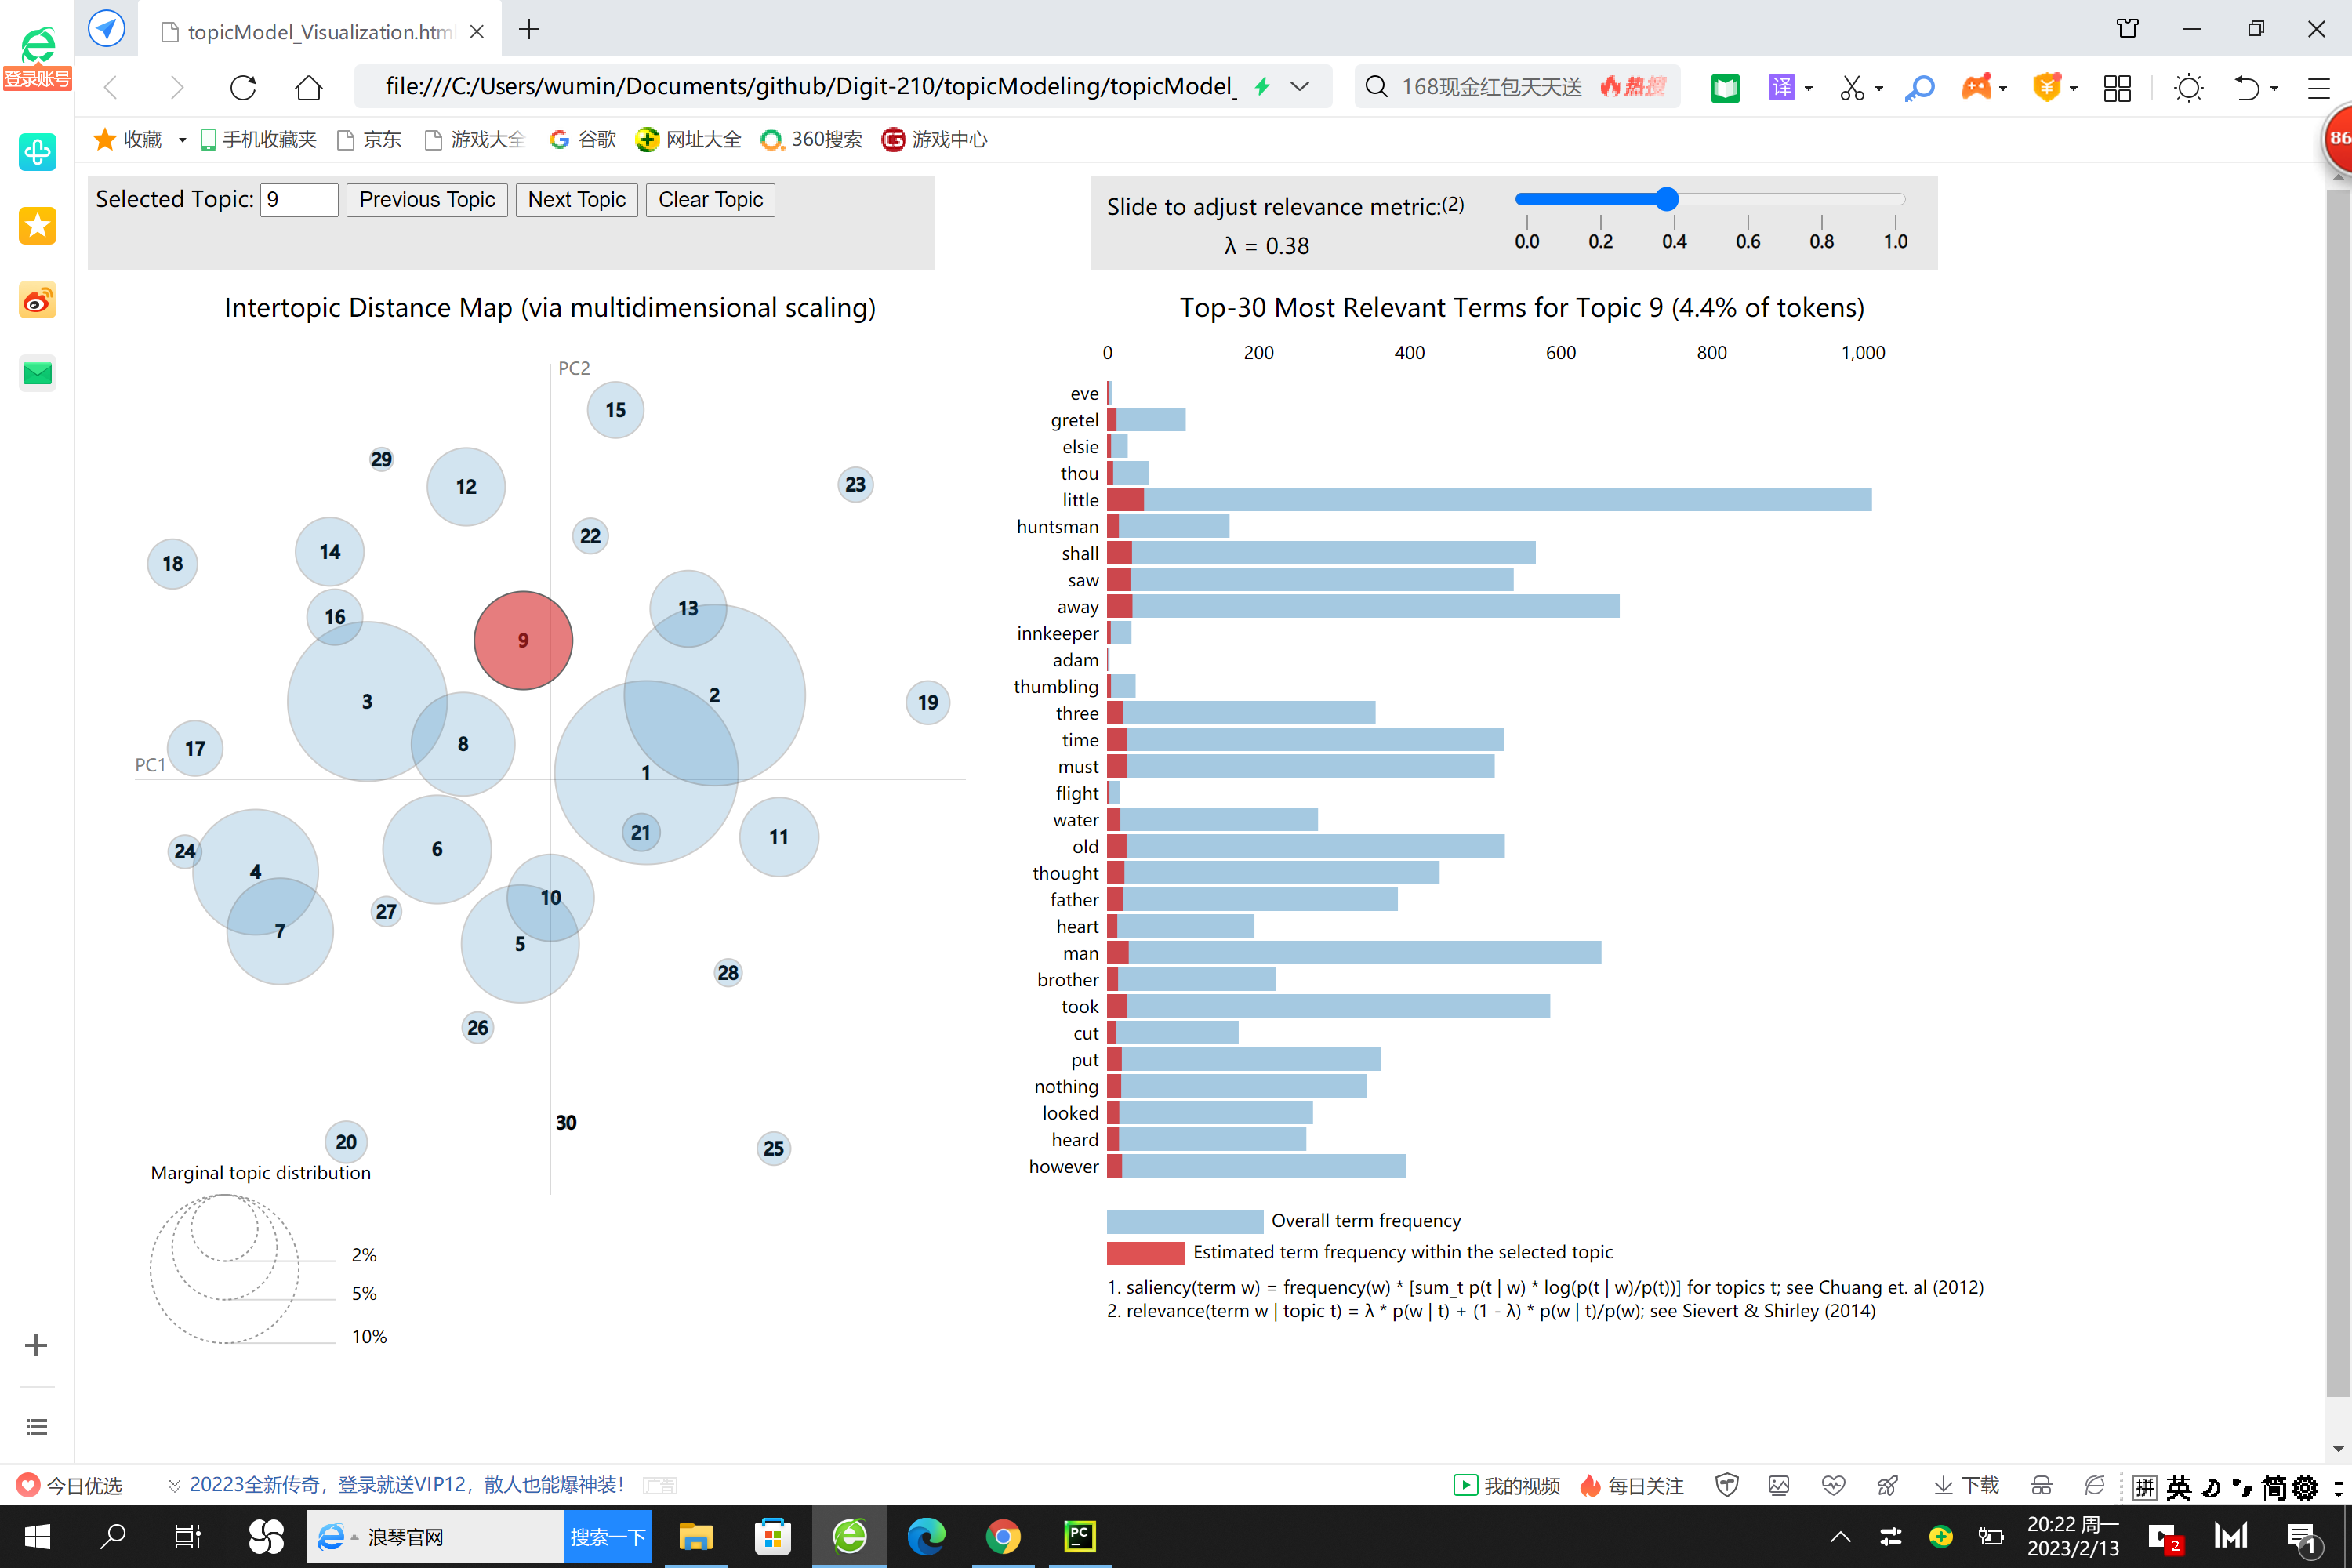 topicModel_Visualization.htm
登录账号
file:///C:/Users/wumin/Documents/github/Digit-210/topicModeling/topicModel_
168现金红包天天送 热搜
译
86
收藏 手机收藏夹 京东 游戏大全 谷歌 网址大全 360搜索 游戏中心
Selected Topic: 9 Previous Topic Next Topic Clear Topic
Slide to adjust relevance metric:(2)
λ = 0.38
0.0 0.2 0.4 0.6 0.8 1.0
Intertopic Distance Map (via multidimensional scaling)
PC2
15
29
12
23
22
14
18
13
16
9
3
2
19
8
17
PC1
1
21
11
6
24
4
10
27
7
5
28
26
30
20
25
Marginal topic distribution
2%
5%
10%
Top-30 Most Relevant Terms for Topic 9 (4.4% of tokens)
0 200 400 600 800 1,000
eve
gretel
elsie
thou
little
huntsman
shall
saw
away
innkeeper
adam
thumbling
three
time
must
flight
water
old
thought
father
heart
man
brother
took
cut
put
nothing
looked
heard
however
Overall term frequency
Estimated term frequency within the selected topic
1. saliency(term w) = frequency(w) * [sum_t p(t | w) * log(p(t | w)/p(t))] for topics t; see Chuang et. al (2012)
2. relevance(term w | topic t) = λ * p(w | t) + (1 - λ) * p(w | t)/p(w); see Sievert & Shirley (2014)
今日优选 20223全新传奇，登录就送VIP12，散人也能爆神装！ 广告
我的视频 每日关注 下载 拼 英 简
浪琴官网 搜索一下
PC
20:22 周一
2023/2/13
2
1